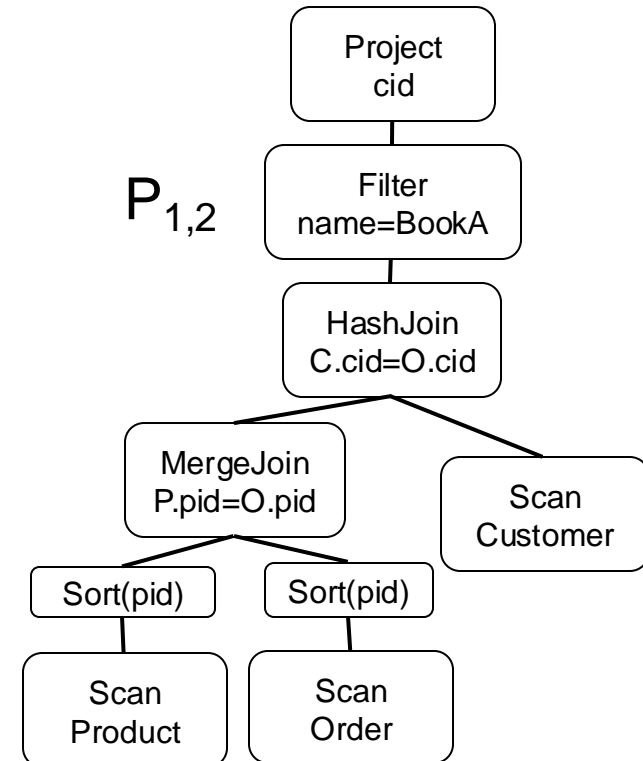 Project
cid
P1,2
Filter
name=BookA
HashJoin
C.cid=O.cid
MergeJoin
P.pid=O.pid
Scan
Customer
Sort(pid)
Sort(pid)
Scan
Product
Scan
Order